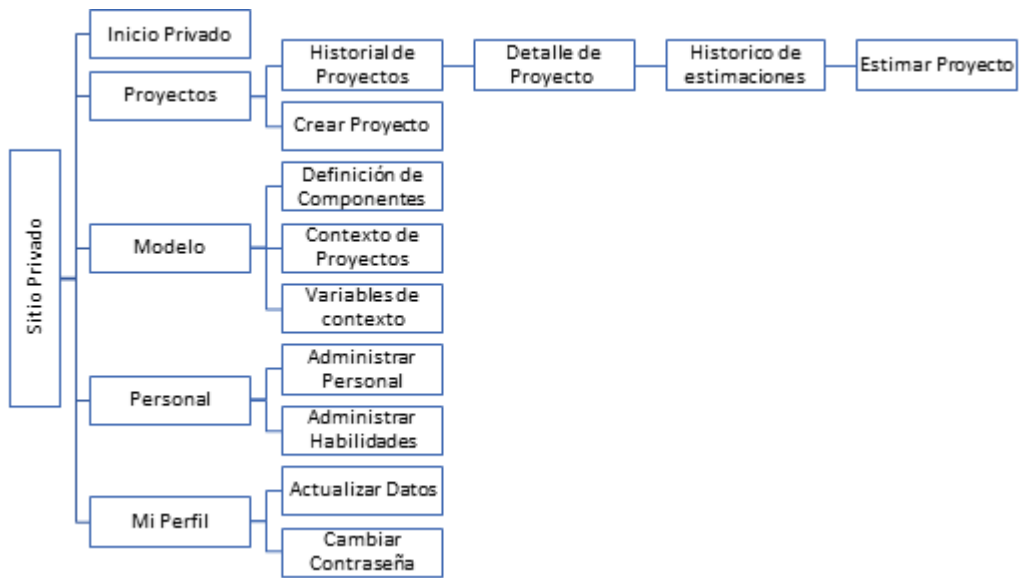 Sitio Privado
Inicio Privado
Proyectos
Historial de
Proyectos
Detalle de
Proyecto
Historico de
estimaciones
Estimar Proyecto
Crear Proyecto
Modelo
Definición de
Componentes
Contexto de
Proyectos
Variables de
contexto
Personal
Administrar
Personal
Administrar
Habilidades
Mi Perfil
Actualizar Datos
Cambiar
Contraseña